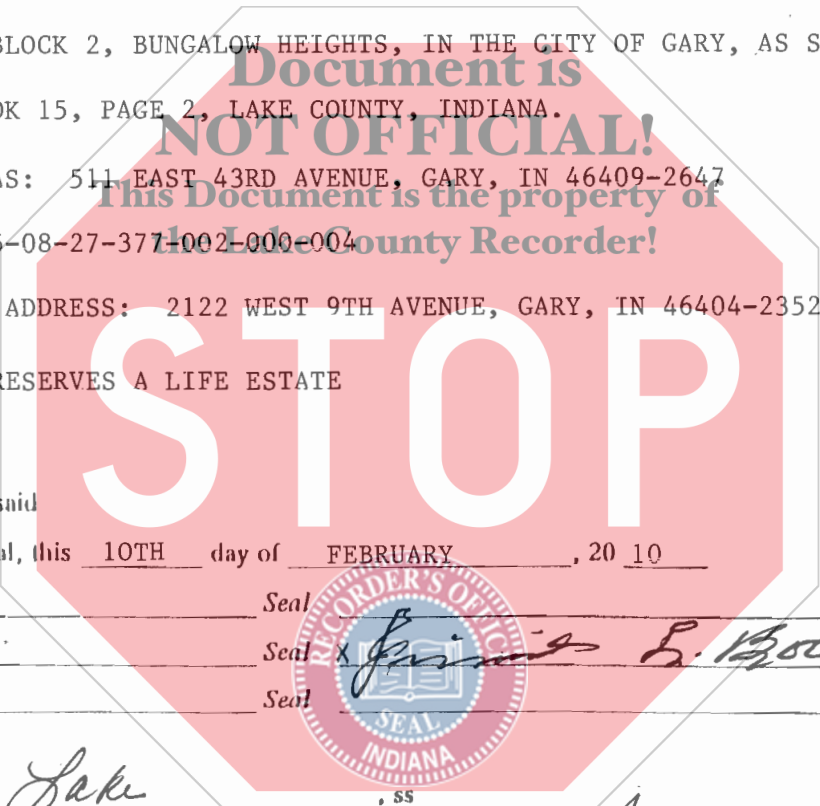 BLOCK 2, BUNGALOW HEIGHTS, IN THE CITY OF GARY, AS S
Document is
OK 15, PAGE 2, LAKE COUNTY, INDIANA.
NOT OFFICIAL!
AS: 511 EAST 43RD AVENUE, GARY, IN 46409-2647
This Document is the property of
-08-27-377-002-000-004
the Lake County Recorder!
ADDRESS: 2122 WEST 9TH AVENUE, GARY, IN 46404-2352
RESERVES A LIFE ESTATE
STOP
said
al, this 10TH day of FEBRUARY, 20 10
Seal
RECORDER'S OFFICE
Seal X L. Boo
Seal
SEAL
INDIANA
Lake , ss